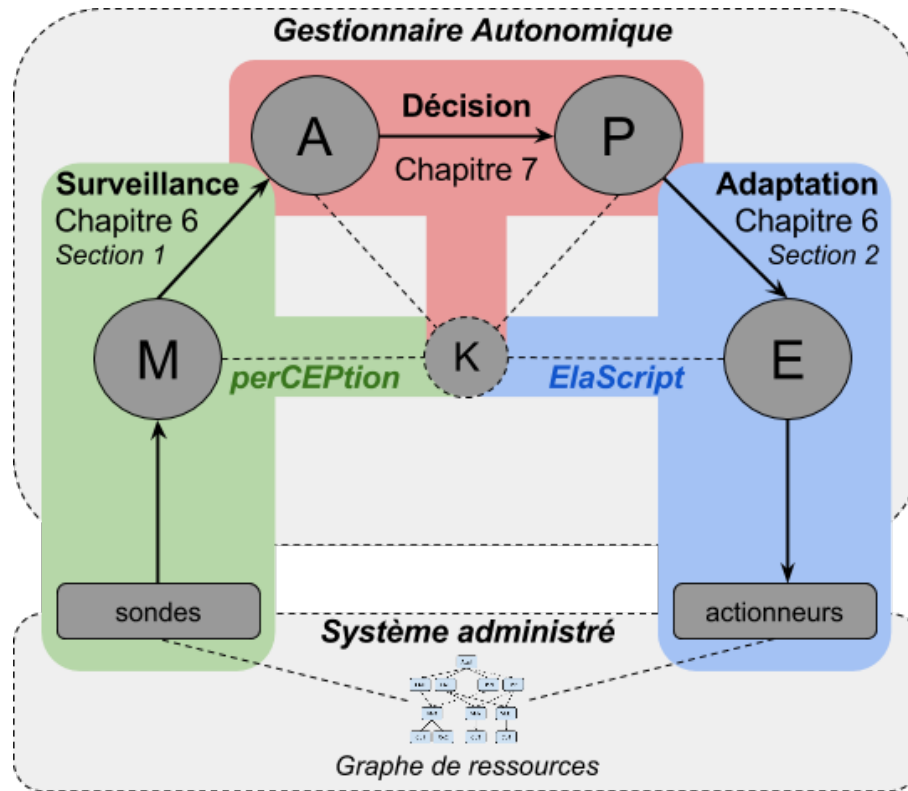 Gestionnaire Autonomique
A
Décision
P
Chapitre 7
Surveillance
Chapitre 6
Section 1
Adaptation
Chapitre 6
Section 2
M
K
E
perCEPtion
ElaScript
sondes
actionneurs
Système administré
Graphe de ressources